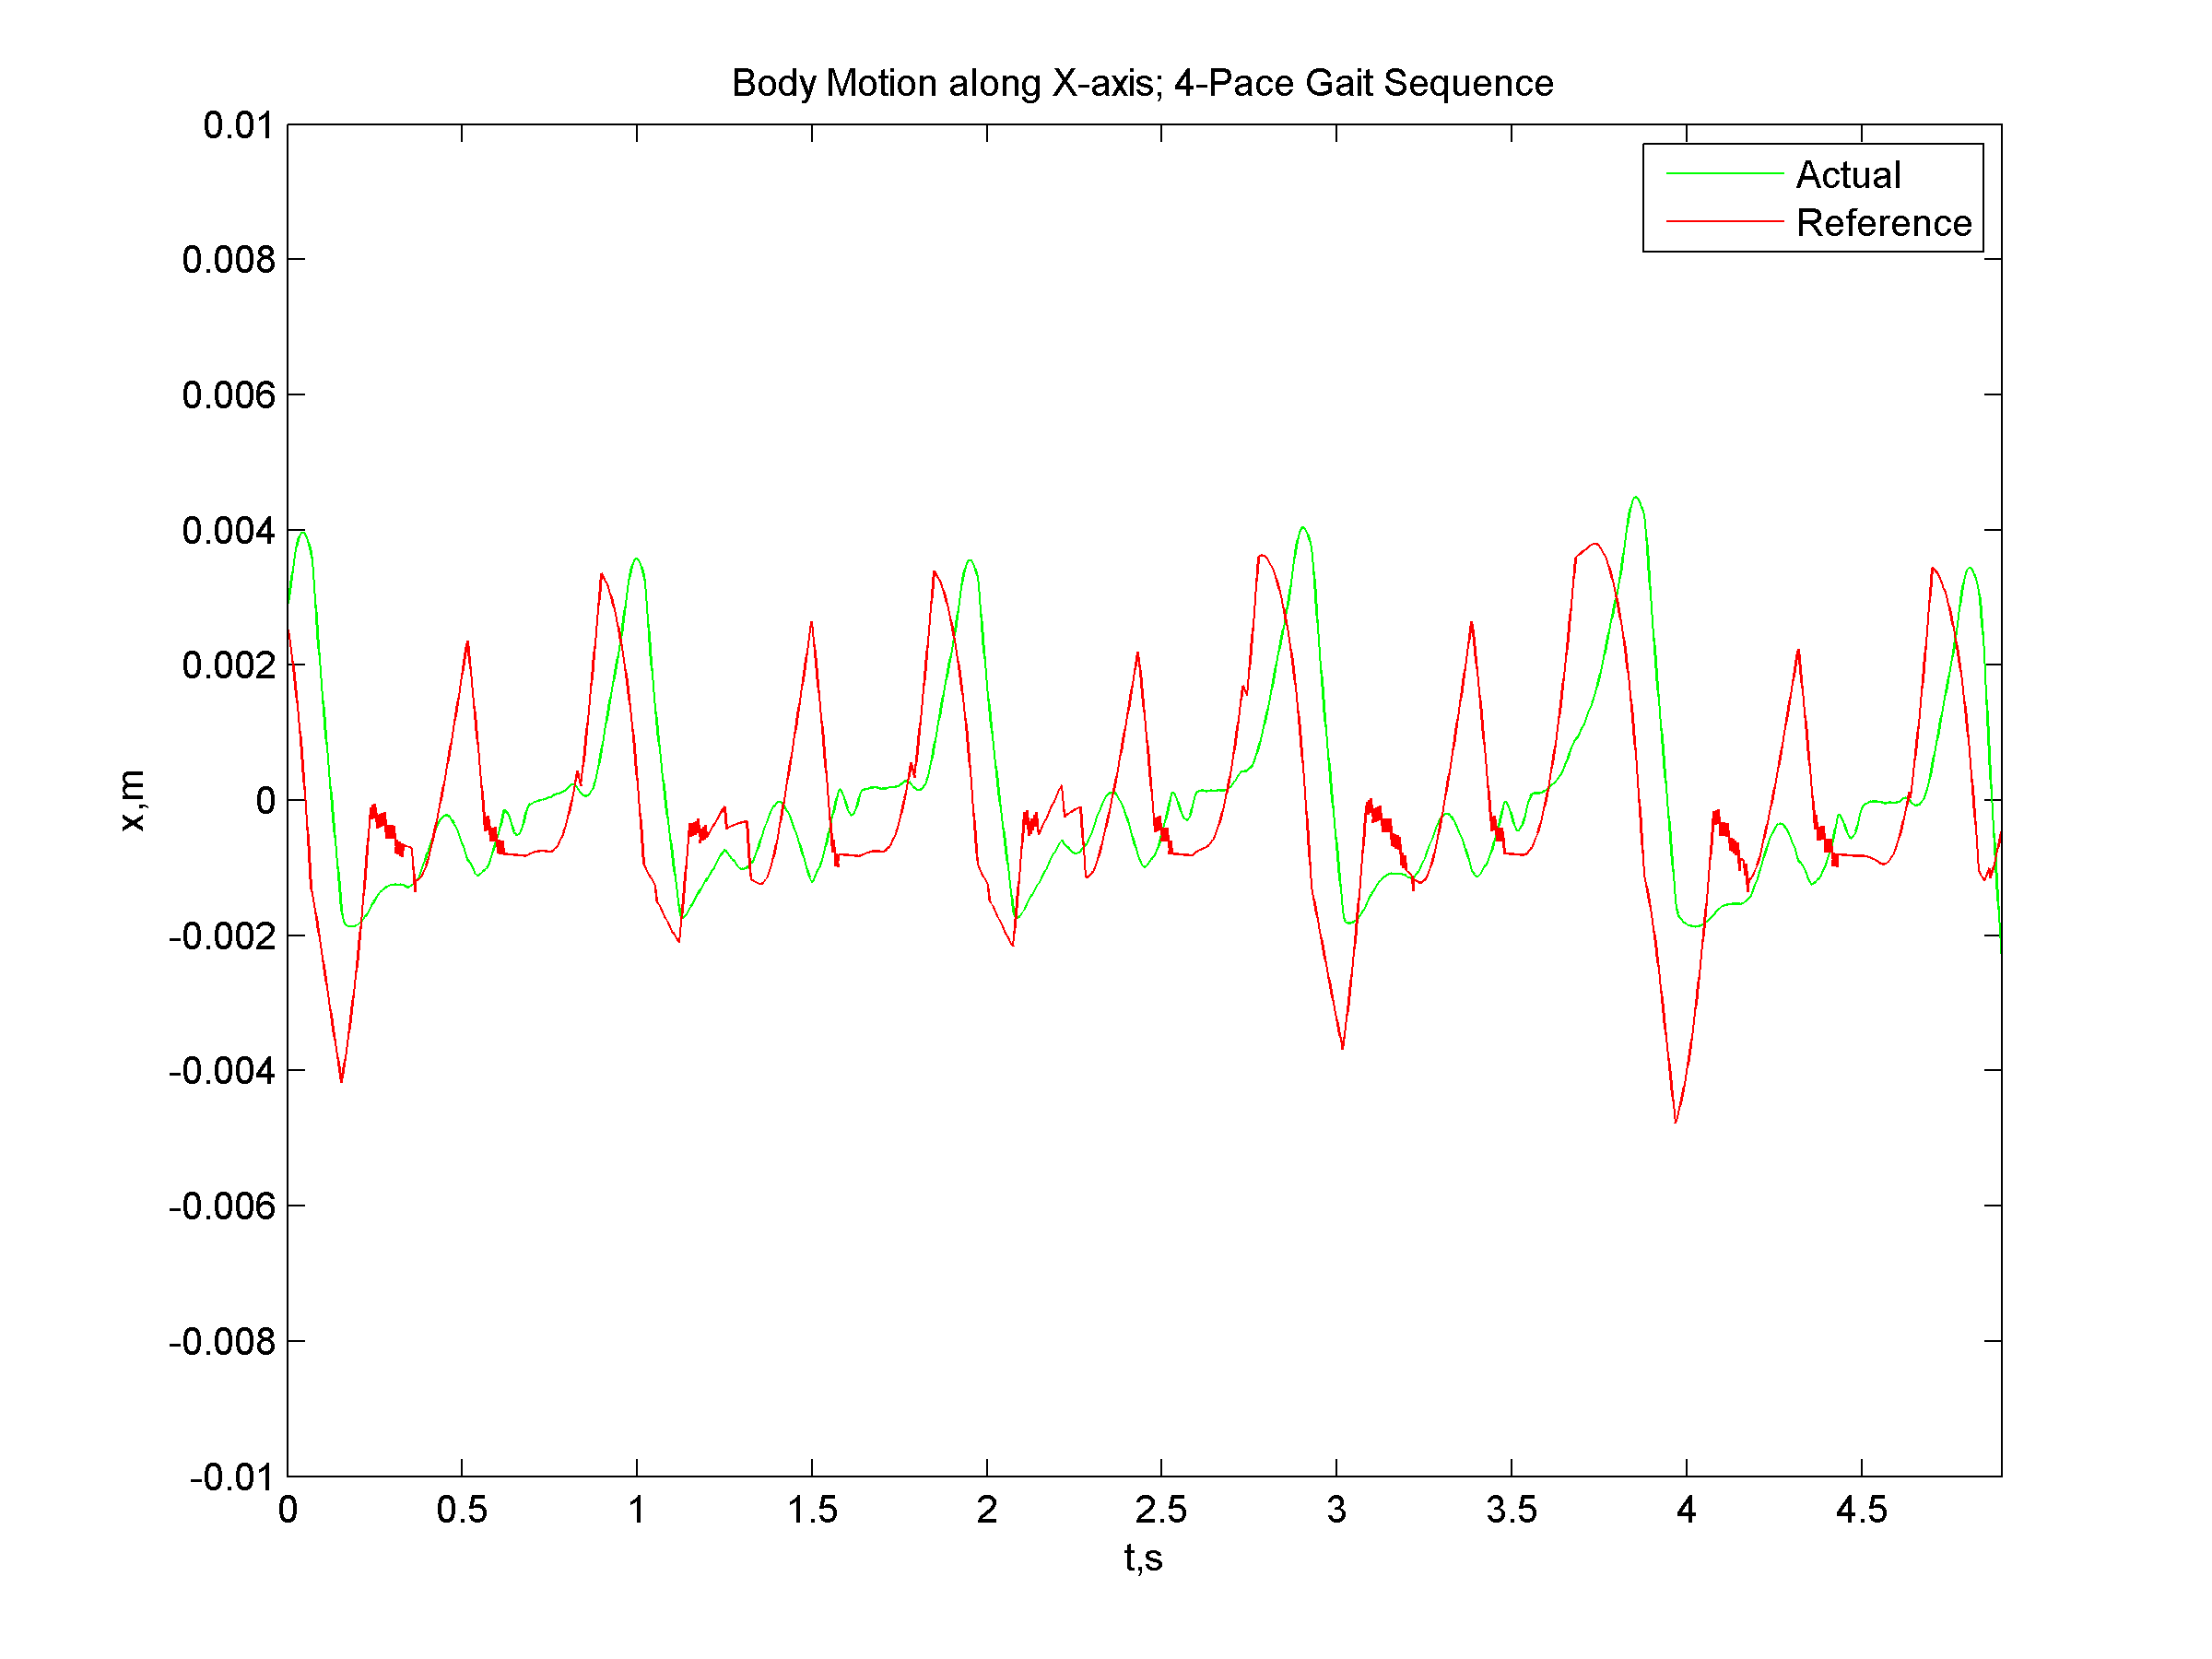 Body Motion along X-axis; 4-Pace Gait Sequence
0.01
0.008
0.006
0.004
0.002
0
-0.002
-0.004
-0.006
-0.008
-0.01
x,m
Actual
Reference
0 0.5 1 1.5 2 2.5 3 3.5 4 4.5
t,s